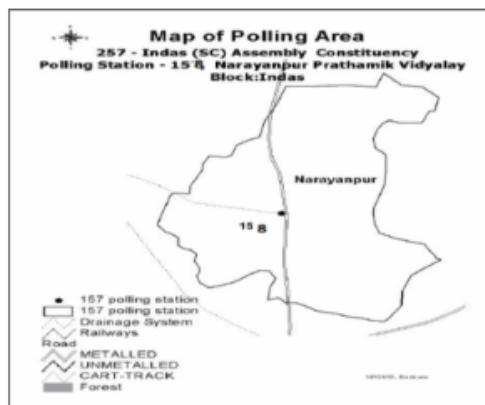 Map of Polling Area
257 - Indas (SC) Assembly Constituency
Polling Station - 158, Narayanpur Prathamik Vidyalay
Block:Indas
Narayanpur
158
157 polling station
157 polling station
Drainage System
Railways
Road
METALLED
UNMETALLED
CART-TRACK
Forest